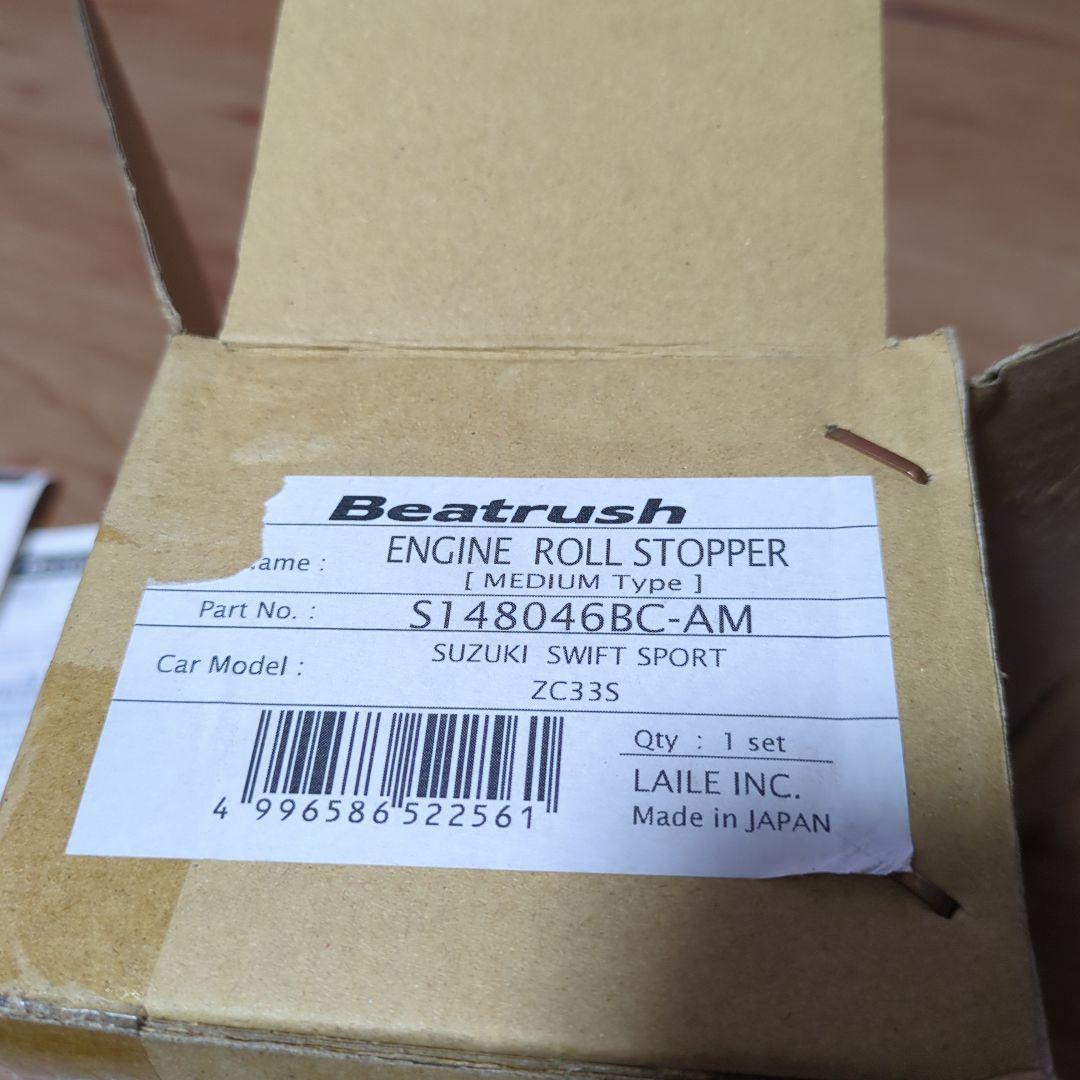 Beatrush
ame : ENGINE ROLL STOPPER
[ MEDIUM Type ]
Part No. : S148046BC-AM
Car Model : SUZUKI SWIFT SPORT
ZC33S
Qty : 1 set
LAILE INC.
Made in JAPAN
4 996586 522561